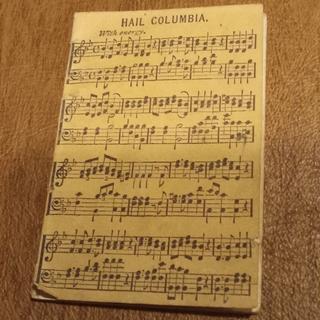 HAIL COLUMBIA.
With energy.